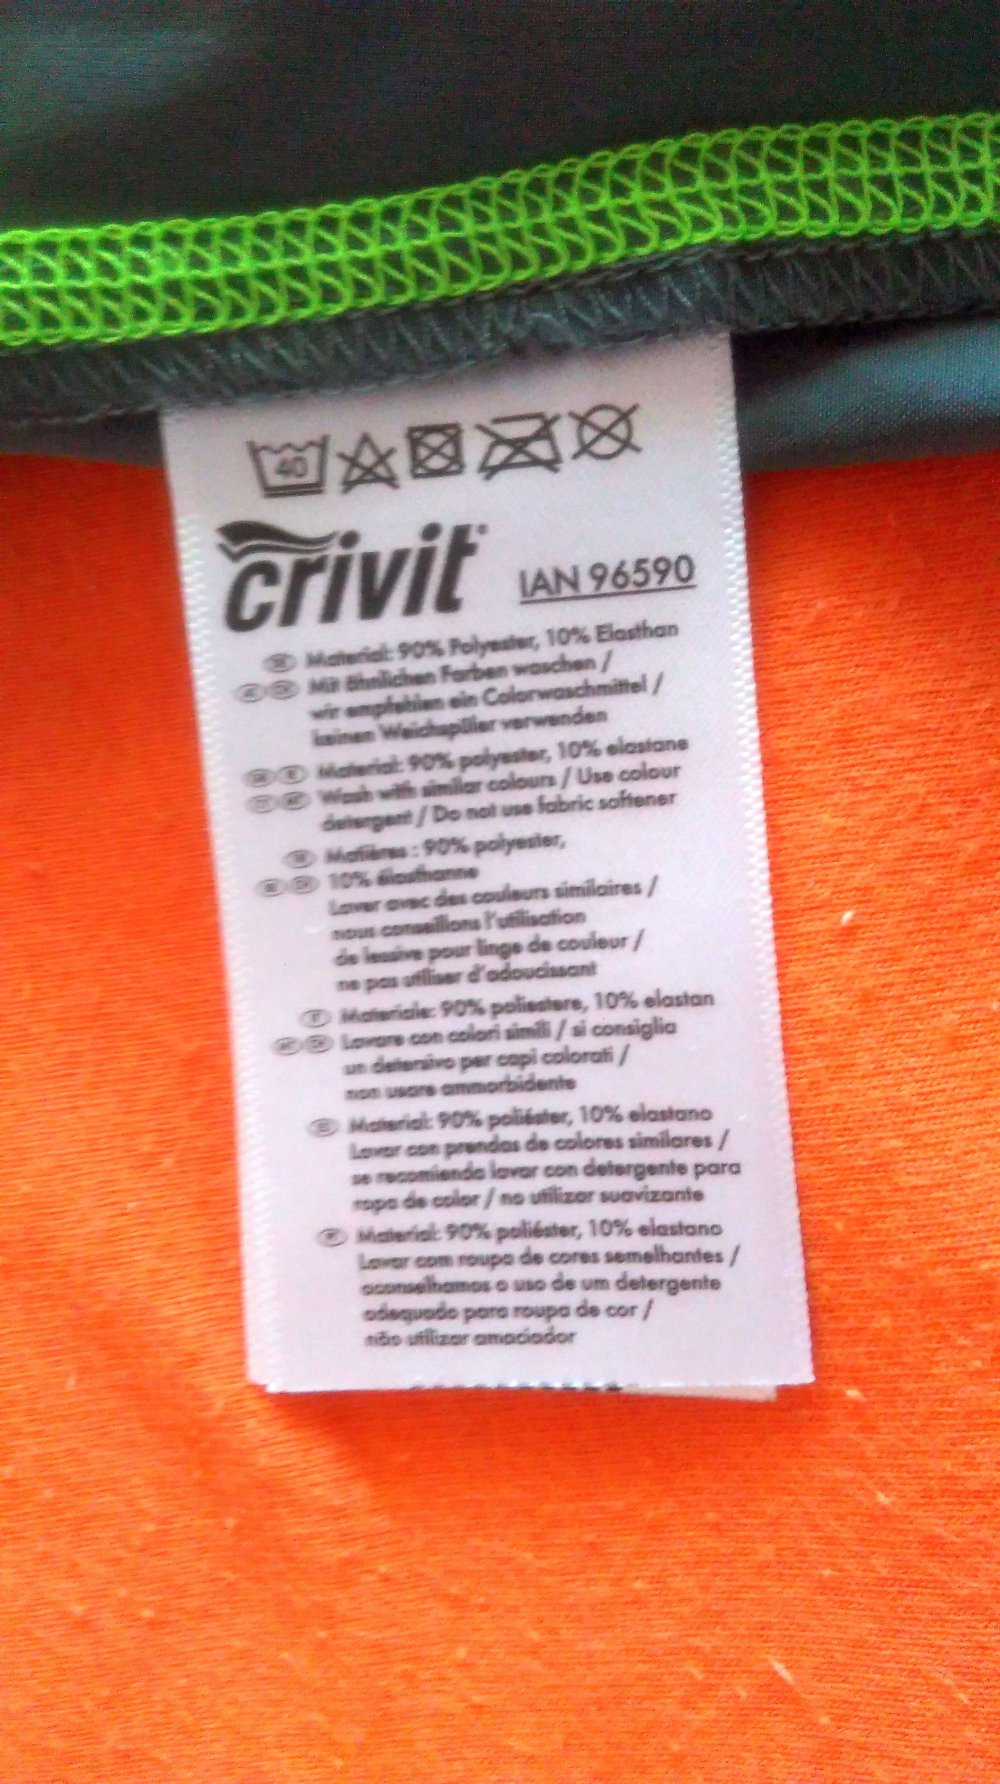 40
crivit
IAN 96590
DE Material: 90% Polyester, 10% Elasthan
AT CH Mit ähnlichen Farben waschen /
wir empfehlen ein Colorwaschmittel /
keinen Weichspüler verwenden
Material: 90% polyester, 10% elastane
Wash with similar colours / Use colour
detergent / Do not use fabric softener
Matières : 90% polyester,
10% élasthanne
Laver avec des couleurs similaires /
nous conseillons l'utilisation
de lessive pour linge de couleur /
ne pas utiliser d'adoucissant
Materiale: 90% poliestere, 10% elastan
Lavare con colori simili / si consiglia
un detersivo per capi colorati /
non usare ammorbidente
Material: 90% poliéster, 10% elastano
Lavar con prendas de colores similares /
se recomienda lavar con detergente para
ropa de color / no utilizar suavizante
Material: 90% poliéster, 10% elastano
Lavar com roupa de cores semelhantes /
aconselhamos o uso de um detergente
adequado para roupa de cor /
não utilizar amaciador